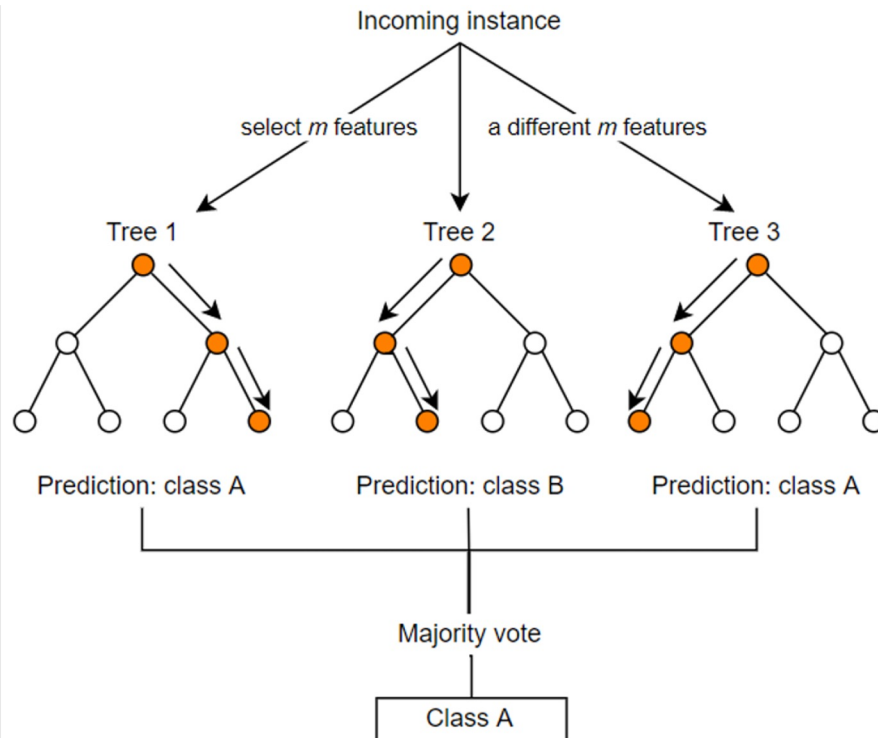 Incoming instance
select m features
a different m features
Tree 1
Tree 2
Tree 3
Prediction: class A
Prediction: class B
Prediction: class A
Majority vote
Class A